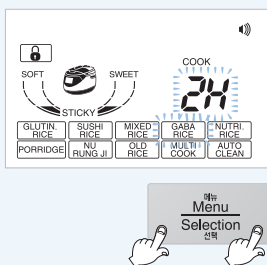 COOK
SOFT
SWEET
2H
STICKY
GLUTIN. RICE
SUSHI RICE
MIXED RICE
GABA RICE
NUTRI. RICE
PORRIDGE
NU RUNG JI
OLD RICE
MULTI COOK
AUTO CLEAN
메뉴
Menu
Selection
선택